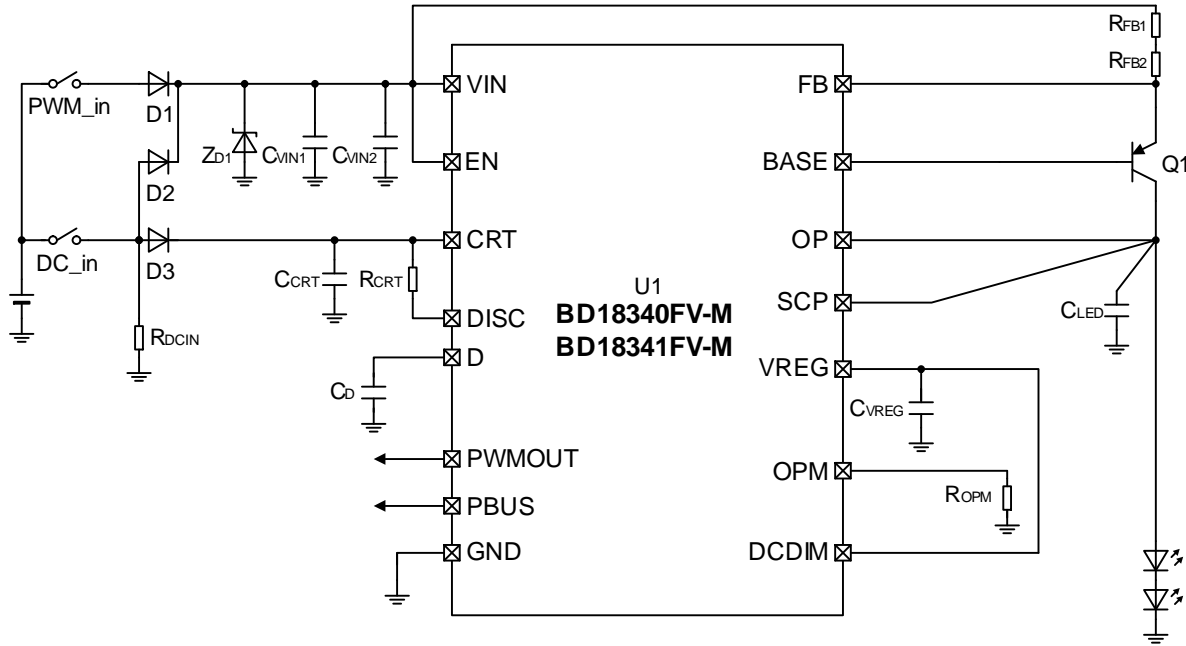 RFB1
RFB2
PWM_in
D1
VIN
FB
ZD1
CVIN1
CVIN2
D2
EN
BASE
Q1
DC_in
D3
CRT
OP
CCRT
RCRT
U1
SCP
CLED
BD18340FV-M
RDCIN
DISC
BD18341FV-M
D
VREG
CD
CVREG
PWMOUT
OPM
ROPM
PBUS
GND
DCDIM